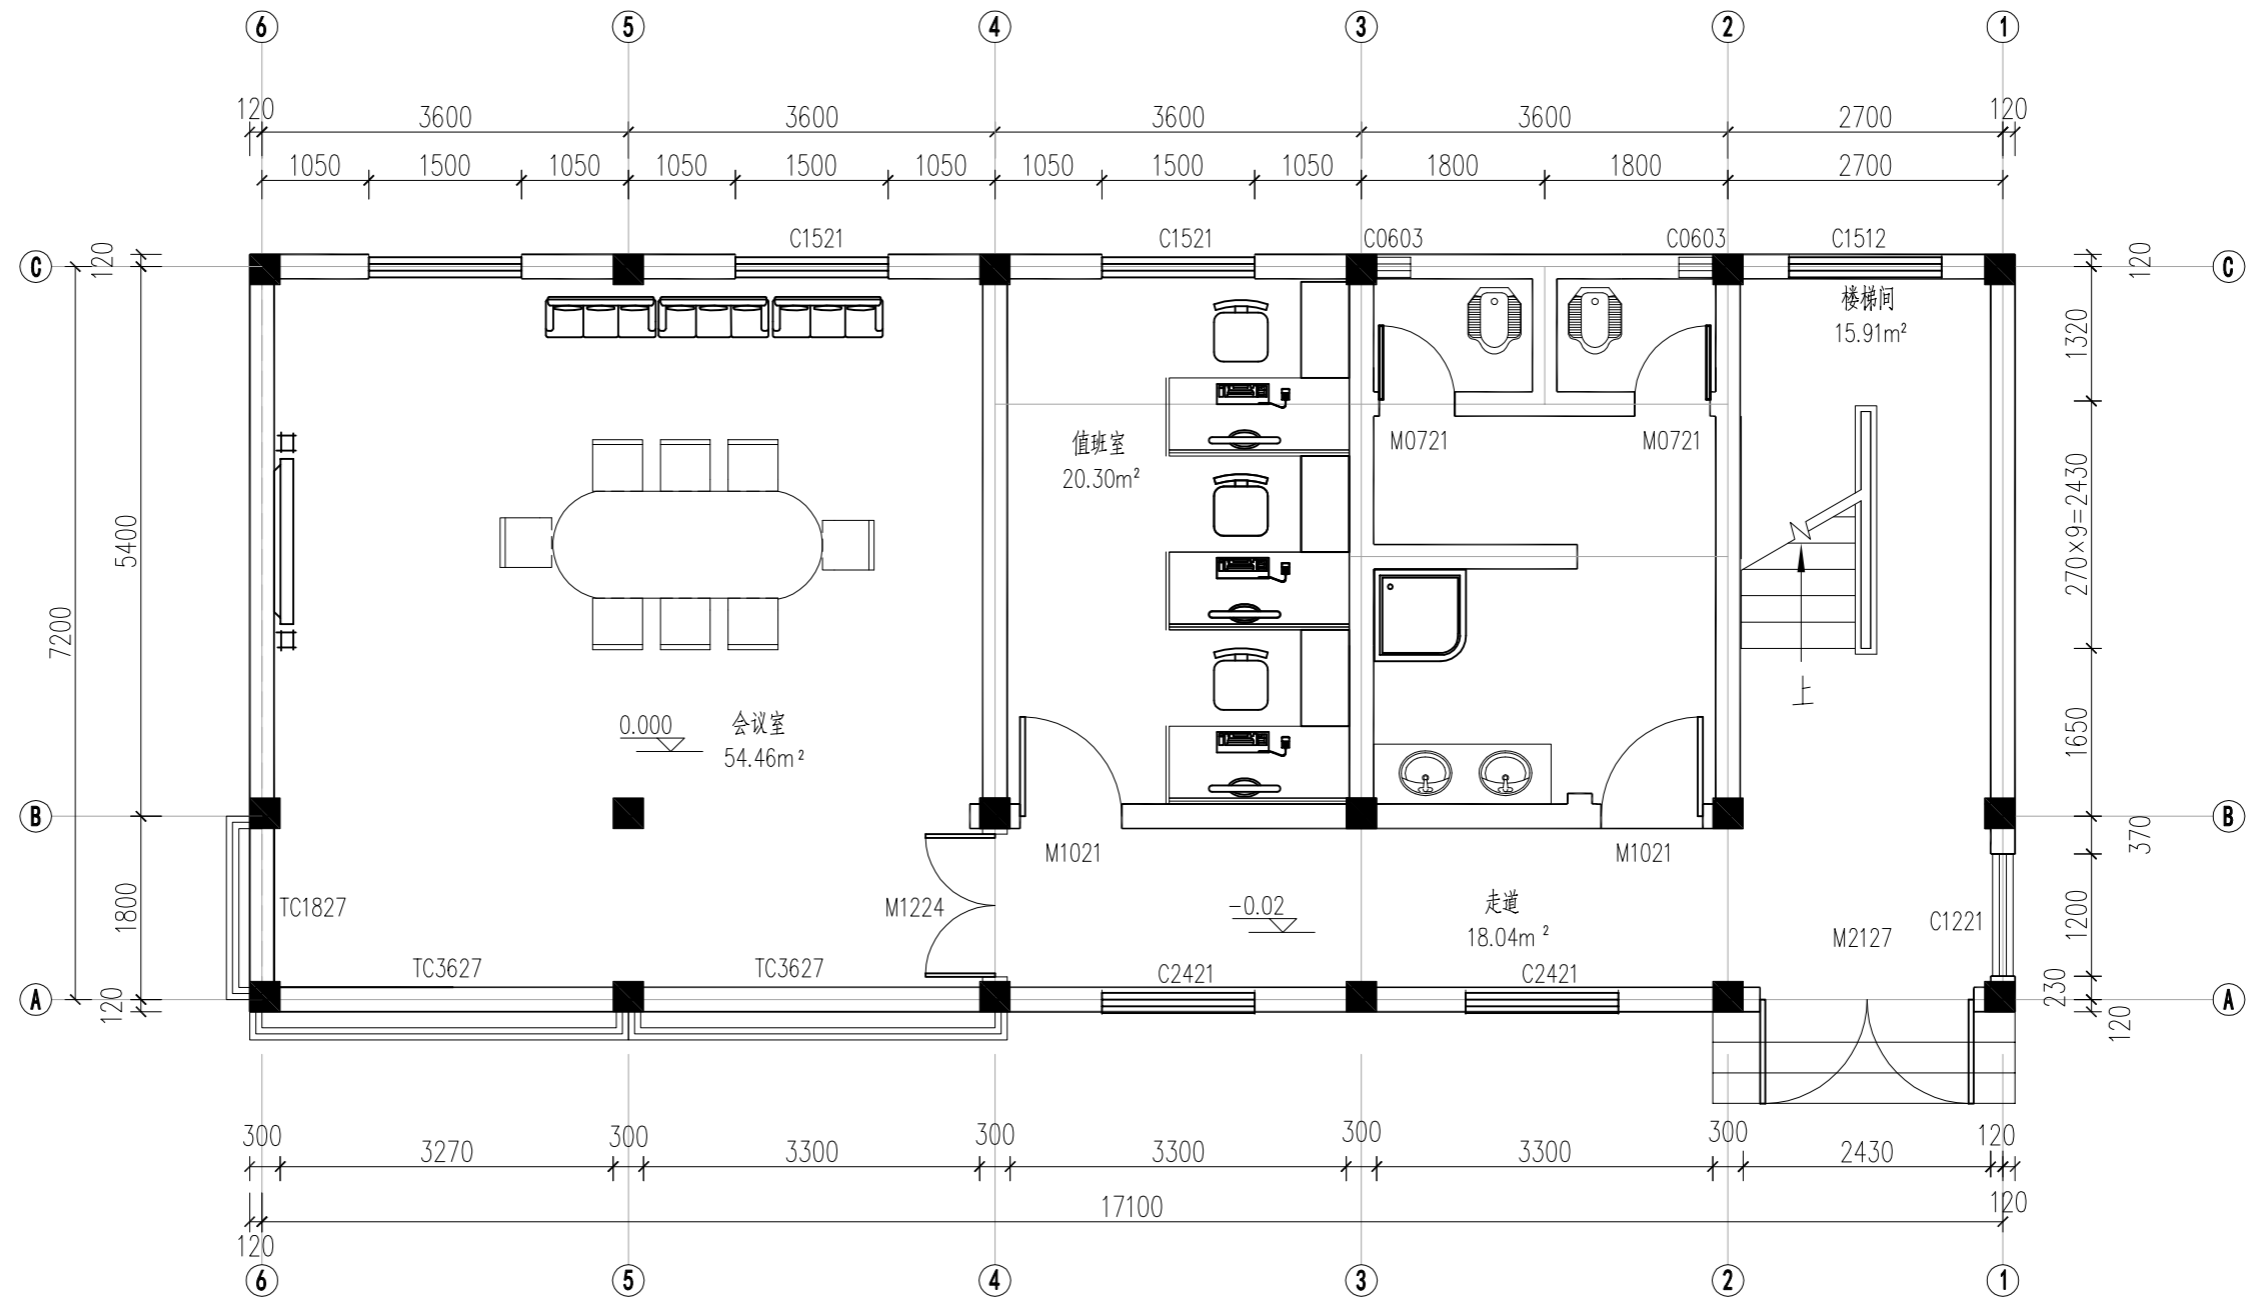 6 5 4 3 2 1
120 3600 3600 3600 3600 2700 120
1050 1500 1050 1050 1500 1050 1050 1500 1050 1800 1800 2700
C1521 C1521 C0603 C0603 C1512
C 120 120 C
楼梯间
15.91m²
1320
值班室
20.30m²
M0721 M0721
5400
270×9=2430
7200
上
0.000
会议室
54.46m²
1650
B B
370
M1021 M1021
1800
TC1827
M1224
-0.02
走道
18.04m²
M2127
C1221
1200
TC3627 TC3627
C2421 C2421
A 120 230 A
120
300 300 300 300 300 120
3270 3300 3300 3300 2430
17100 120
120
6 5 4 3 2 1